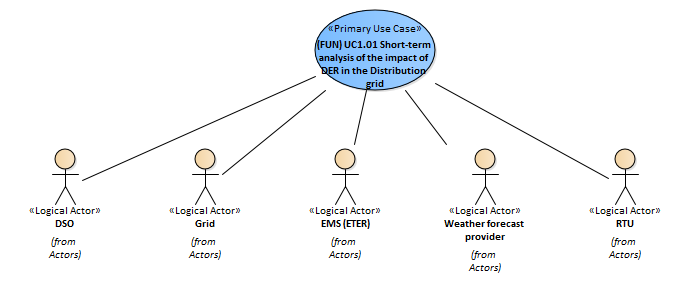 «Primary Use Case»
(FUN) UC1.01 Short-term
analysis of the impact of
DER in the Distribution
grid
«Logical Actor»
DSO
(from
Actors)
«Logical Actor»
Grid
(from
Actors)
«Logical Actor»
EMS (ETER)
(from
Actors)
«Logical Actor»
Weather forecast
provider
(from
Actors)
«Logical Actor»
RTU
(from
Actors)